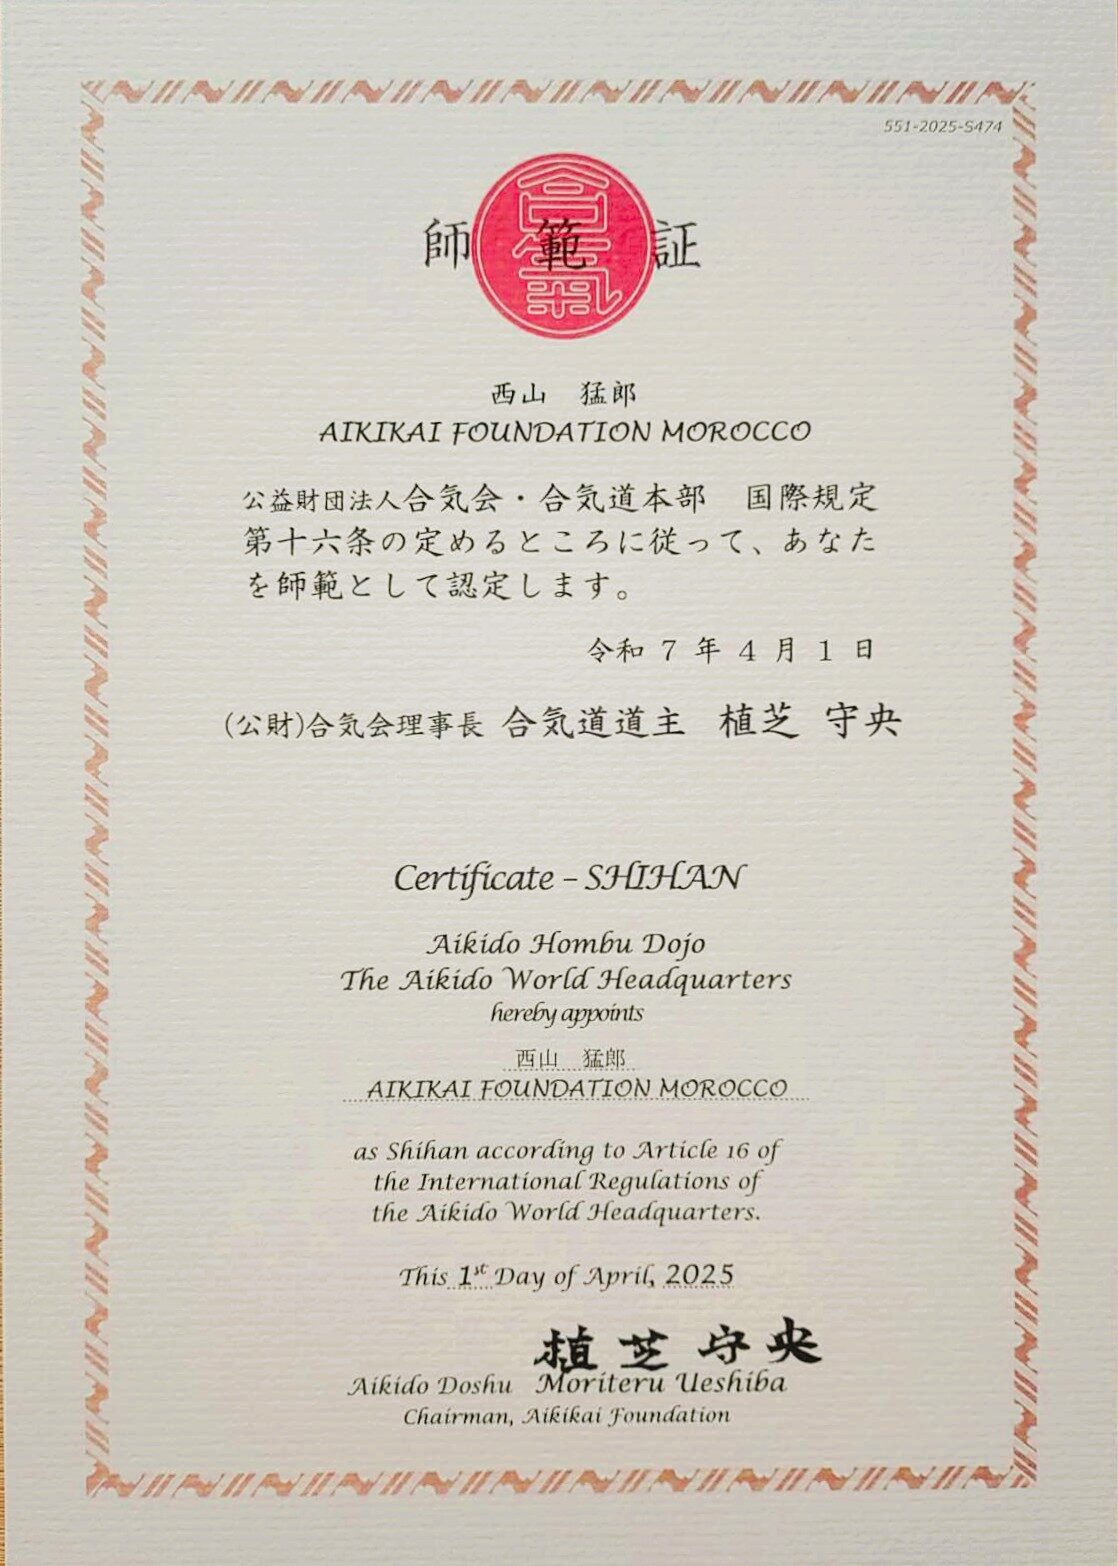 551-2025-S474
師範証
合氣
西山 猛郎
AIKIKAI FOUNDATION MOROCCO
公益財団法人合気会・合気道本部 国際規定
第十六条の定めるところに従って、あなた
を師範として認定します。
令和 7 年 4 月 1 日
(公財)合気会理事長 合気道道主 植芝 守央
Certificate – SHIHAN
Aikido Hombu Dojo
The Aikido World Headquarters
hereby appoints
西山 猛郎
AIKIKAI FOUNDATION MOROCCO
as Shihan according to Article 16 of
the International Regulations of
the Aikido World Headquarters.
This 1st Day of April, 2025
植芝守央
Aikido Doshu Moriteru Ueshiba
Chairman, Aikikai Foundation